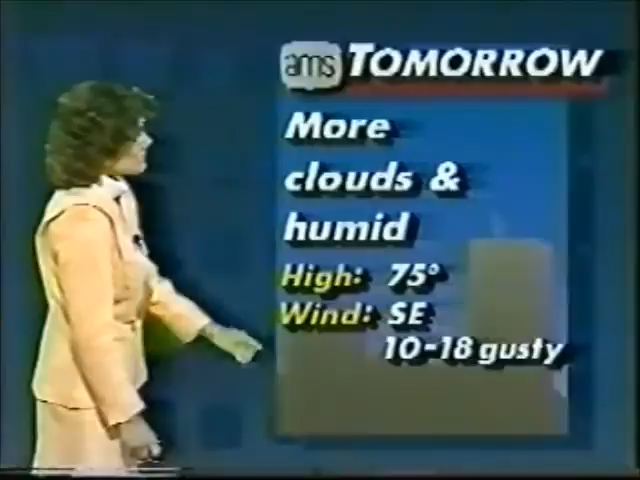 ams TOMORROW
More
clouds &
humid
High: 75°
Wind: SE
10-18 gusty